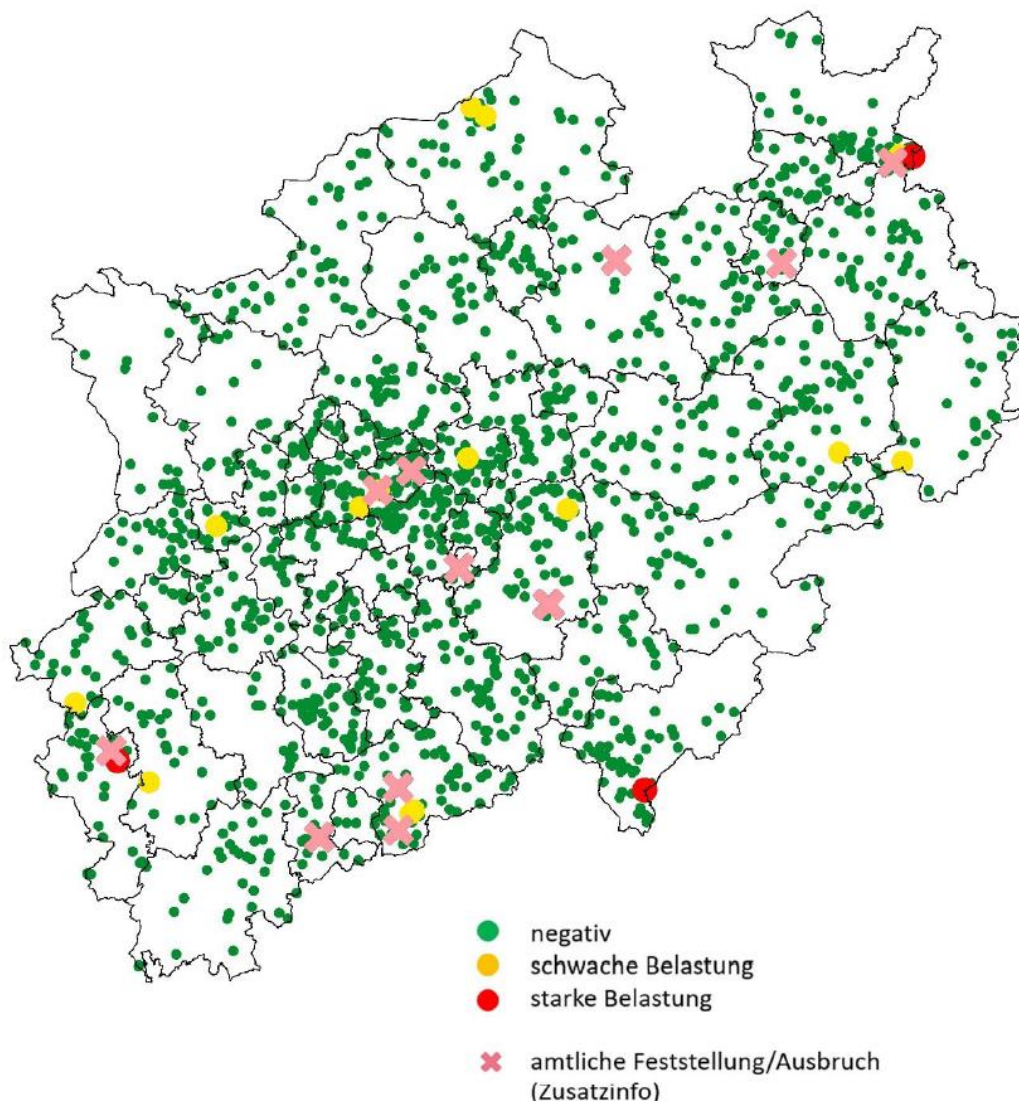 negativ
schwache Belastung
starke Belastung
amtliche Feststellung/Ausbruch
(Zusatzinfo)